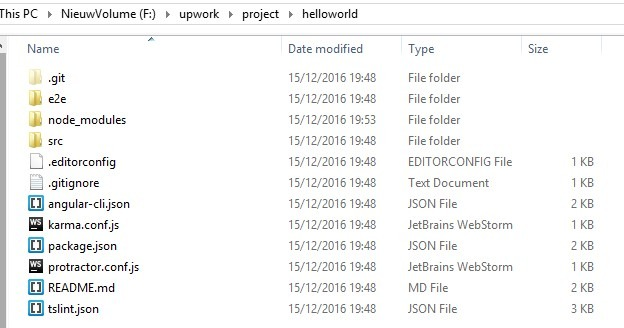 This PC > NieuwVolume (F:) > upwork > project > helloworld
Name Date modified Type Size
.git 15/12/2016 19:48 File folder
e2e 15/12/2016 19:48 File folder
node_modules 15/12/2016 19:53 File folder
src 15/12/2016 19:48 File folder
.editorconfig 15/12/2016 19:48 EDITORCONFIG File 1 KB
.gitignore 15/12/2016 19:48 Text Document 1 KB
angular-cli.json 15/12/2016 19:48 JSON File 2 KB
WS karma.conf.js 15/12/2016 19:48 JetBrains WebStorm 1 KB
package.json 15/12/2016 19:48 JSON File 2 KB
WS protractor.conf.js 15/12/2016 19:48 JetBrains WebStorm 1 KB
README.md 15/12/2016 19:48 MD File 2 KB
tslint.json 15/12/2016 19:48 JSON File 3 KB